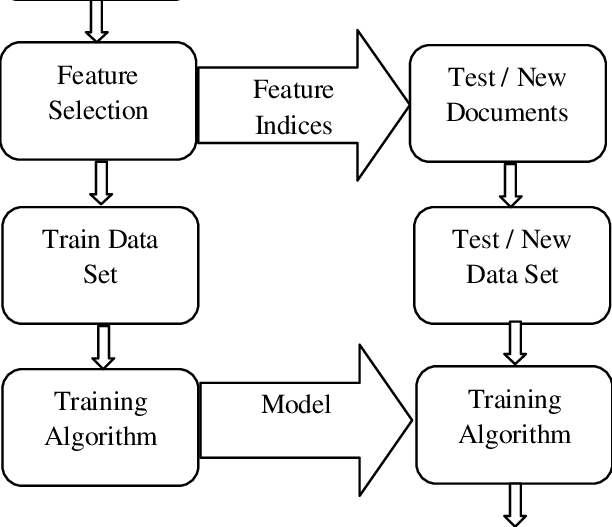 Feature
Selection
Feature
Indices
Test / New
Documents
Train Data
Set
Test / New
Data Set
Training
Algorithm
Model
Training
Algorithm